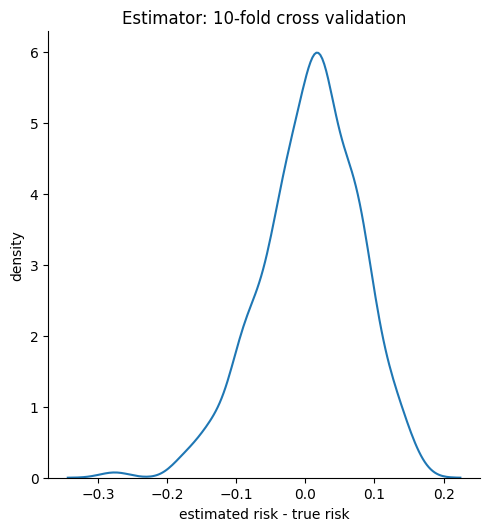 Estimator: 10-fold cross validation
6
5
4
3
2
1
0
density
−0.3 −0.2 −0.1 0.0 0.1 0.2
estimated risk - true risk